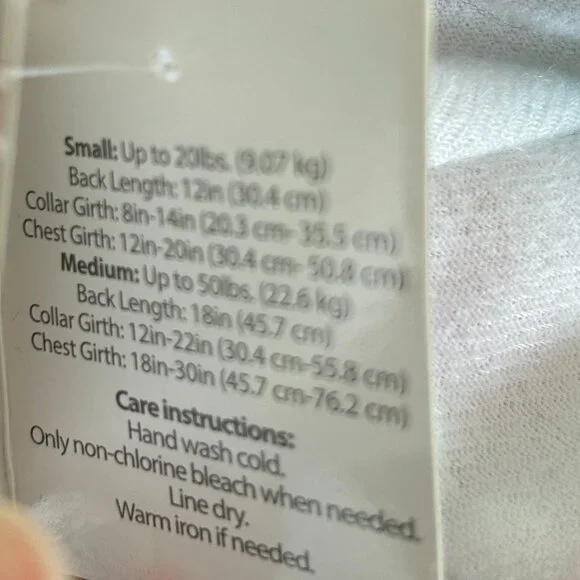 Small: Up to 20lbs. (9.07 kg)
Back Length: 12in (30.4 cm)
Collar Girth: 8in-14in (20.3 cm- 35.5 cm)
Chest Girth: 12in-20in (30.4 cm- 50.8 cm)
Medium: Up to 50lbs. (22.6 kg)
Back Length: 18in (45.7 cm)
Collar Girth: 12in-22in (30.4 cm-55.8 cm)
Chest Girth: 18in-30in (45.7 cm-76.2 cm)
Care instructions:
Hand wash cold.
Only non-chlorine bleach when needed.
Line dry.
Warm iron if needed.